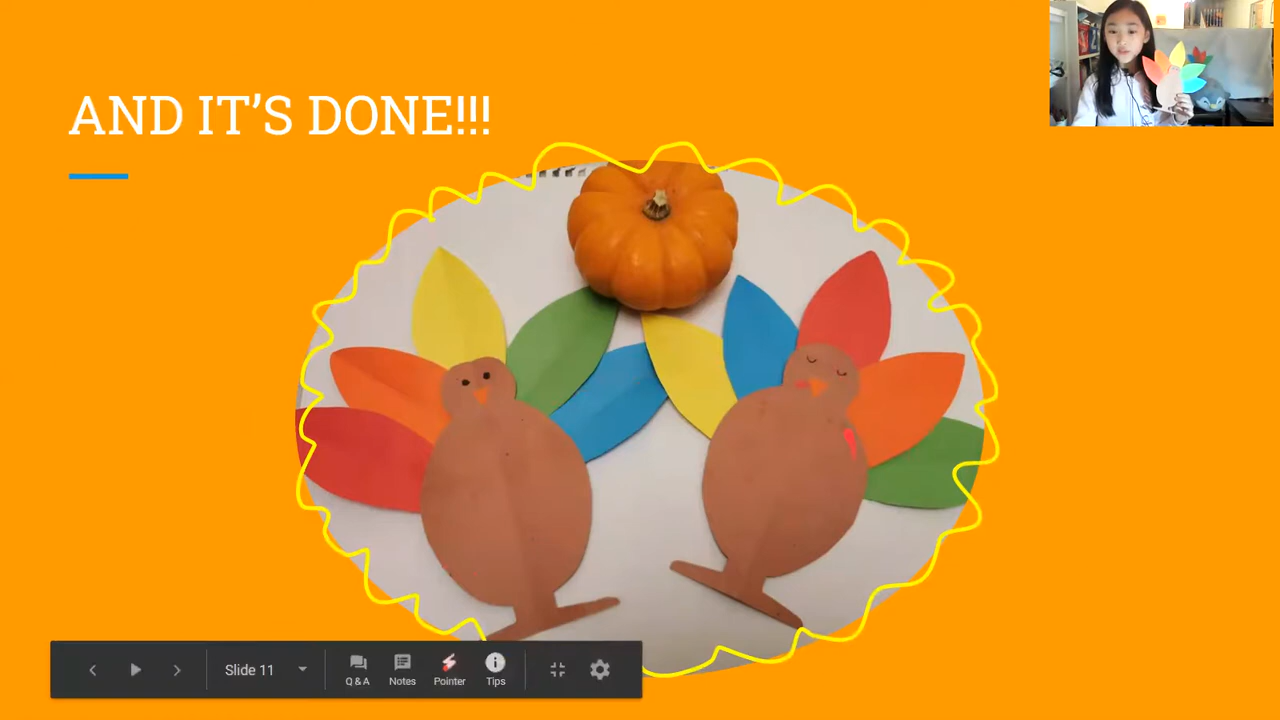 AND IT'S DONE!!!
Slide 11
Q & A
Notes
Pointer
Tips